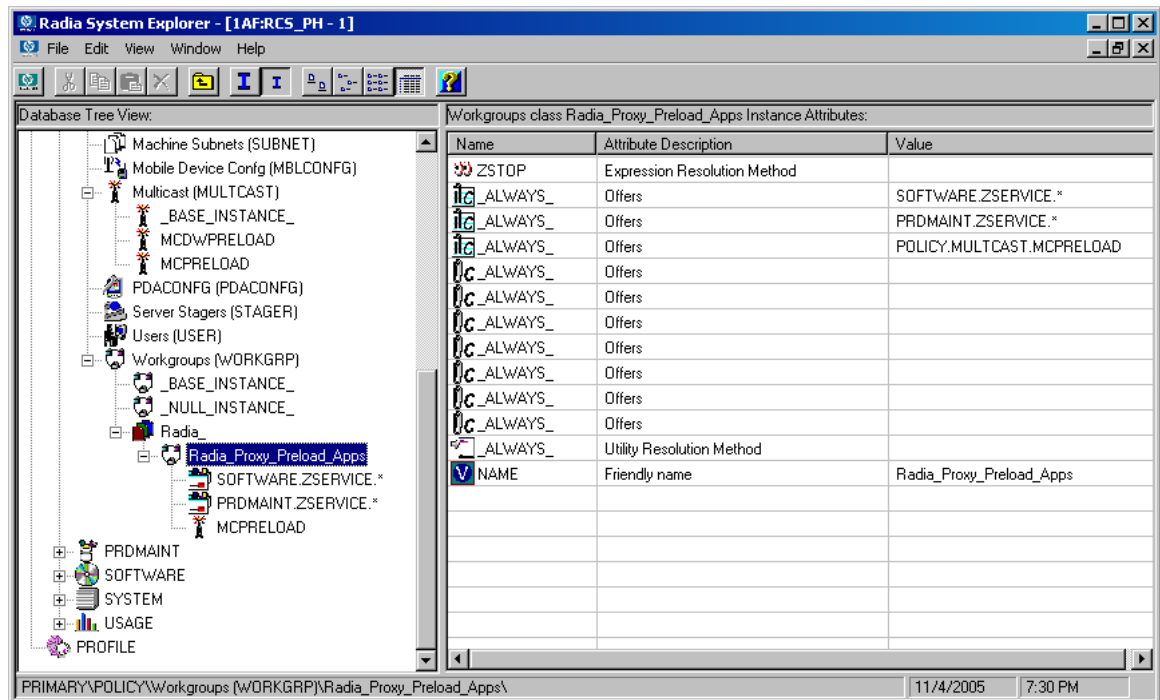 Radia System Explorer - [1AF:RCS_PH - 1]
File Edit View Window Help
Database Tree View:
Machine Subnets (SUBNET)
Mobile Device Confg (MBLCONFG)
Multicast (MULTCAST)
_BASE_INSTANCE_
MCDWPRELOAD
MCPRELOAD
PDACONFG (PDACONFG)
Server Stagers (STAGER)
Users (USER)
Workgroups (WORKGRP)
_BASE_INSTANCE_
_NULL_INSTANCE_
Radia_
Radia_Proxy_Preload_Apps
SOFTWARE.ZSERVICE.*
PRDMAINT.ZSERVICE.*
MCPRELOAD
PRDMAINT
SOFTWARE
SYSTEM
USAGE
PROFILE
Workgroups class Radia_Proxy_Preload_Apps Instance Attributes:
Name Attribute Description Value
ZSTOP Expression Resolution Method
_ALWAYS_ Offers SOFTWARE.ZSERVICE.*
_ALWAYS_ Offers PRDMAINT.ZSERVICE.*
_ALWAYS_ Offers POLICY.MULTCAST.MCPRELOAD
_ALWAYS_ Offers
_ALWAYS_ Offers
_ALWAYS_ Offers
_ALWAYS_ Offers
_ALWAYS_ Offers
_ALWAYS_ Offers
_ALWAYS_ Offers
_ALWAYS_ Utility Resolution Method
V NAME Friendly name Radia_Proxy_Preload_Apps
PRIMARY\POLICY\Workgroups (WORKGRP)\Radia_Proxy_Preload_Apps\ 11/4/2005 7:30 PM